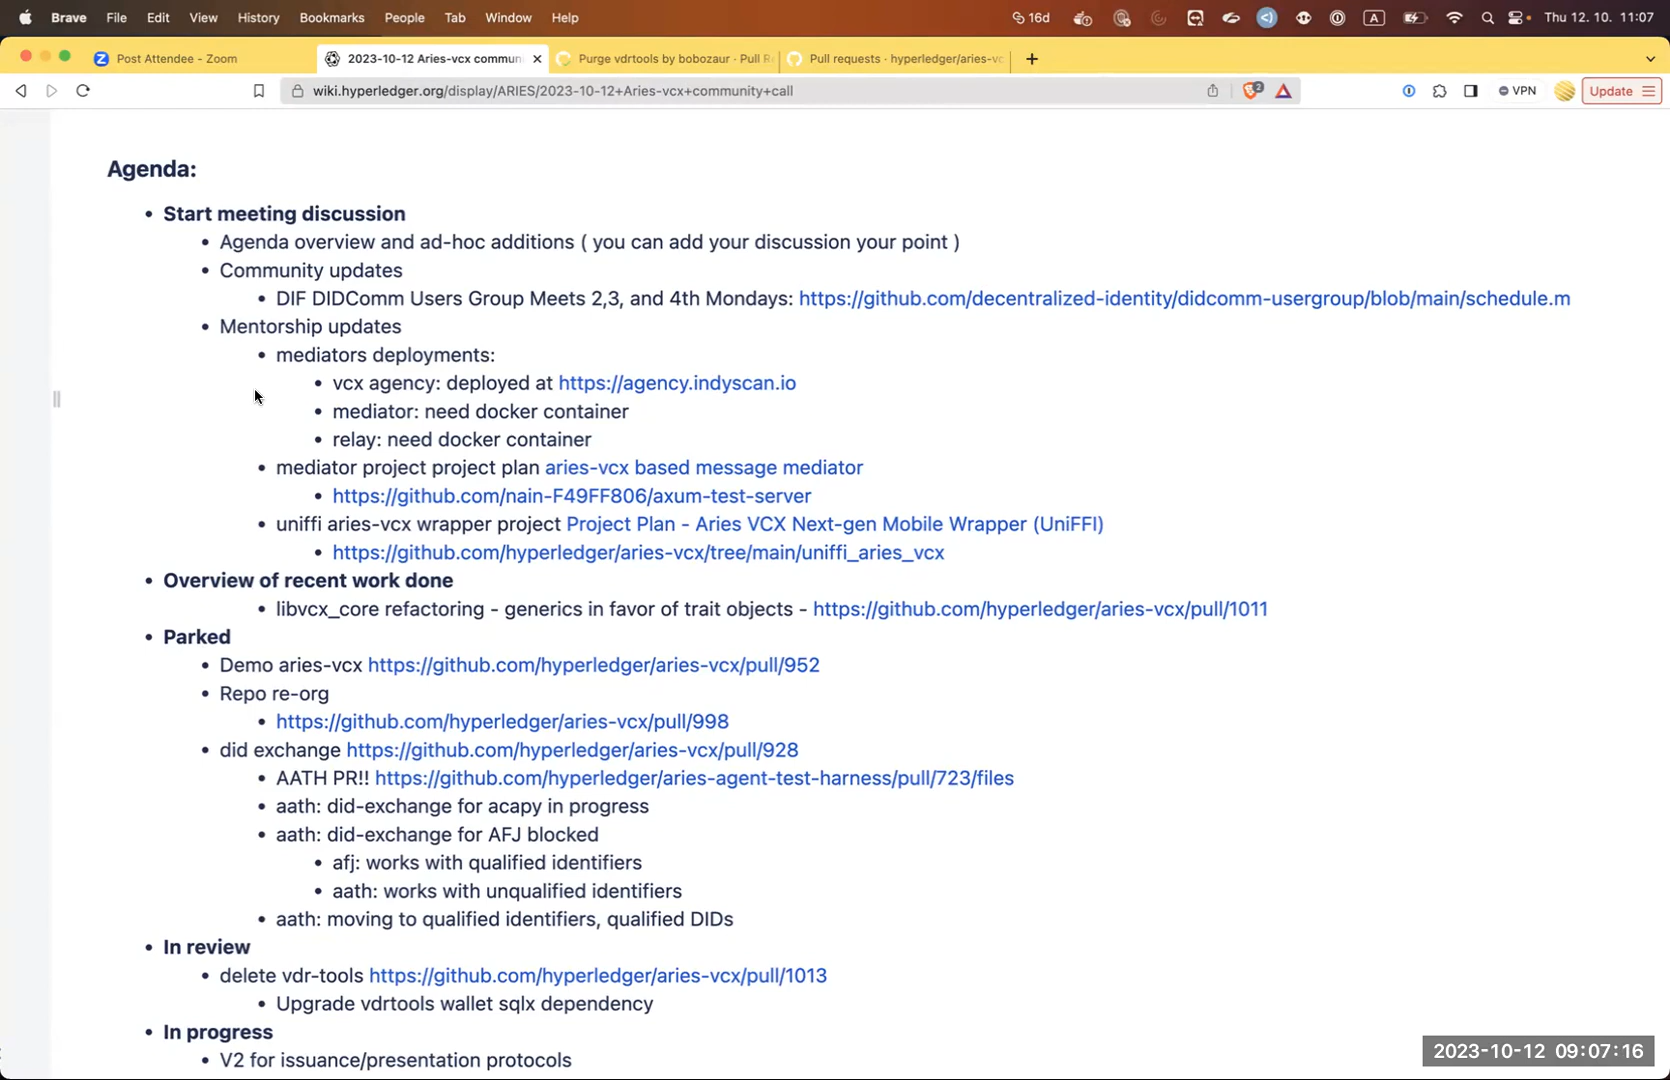 Brave File Edit View History Bookmarks People Tab Window Help 16d A Thu 12. 10. 11:07
Post Attendee - Zoom 2023-10-12 Aries-vcx commun Purge vdrtools by bobozaur · Pull R Pull requests · hyperledger/aries-vc
wiki.hyperledger.org/display/ARIES/2023-10-12+Aries-vcx+community+call 2 VPN Update
Agenda:
• Start meeting discussion
• Agenda overview and ad-hoc additions ( you can add your discussion your point )
• Community updates
• DIF DIDComm Users Group Meets 2,3, and 4th Mondays: https://github.com/decentralized-identity/didcomm-usergroup/blob/main/schedule.m
• Mentorship updates
• mediators deployments:
• vcx agency: deployed at https://agency.indyscan.io
• mediator: need docker container
• relay: need docker container
• mediator project project plan aries-vcx based message mediator
• https://github.com/nain-F49FF806/axum-test-server
• uniffi aries-vcx wrapper project Project Plan - Aries VCX Next-gen Mobile Wrapper (UniFFI)
• https://github.com/hyperledger/aries-vcx/tree/main/uniffi_aries_vcx
• Overview of recent work done
• libvcx_core refactoring - generics in favor of trait objects - https://github.com/hyperledger/aries-vcx/pull/1011
• Parked
• Demo aries-vcx https://github.com/hyperledger/aries-vcx/pull/952
• Repo re-org
• https://github.com/hyperledger/aries-vcx/pull/998
• did exchange https://github.com/hyperledger/aries-vcx/pull/928
• AATH PR!! https://github.com/hyperledger/aries-agent-test-harness/pull/723/files
• aath: did-exchange for acapy in progress
• aath: did-exchange for AFJ blocked
• afj: works with qualified identifiers
• aath: works with unqualified identifiers
• aath: moving to qualified identifiers, qualified DIDs
• In review
• delete vdr-tools https://github.com/hyperledger/aries-vcx/pull/1013
• Upgrade vdrtools wallet sqlx dependency
• In progress
• V2 for issuance/presentation protocols
2023-10-12 09:07:16